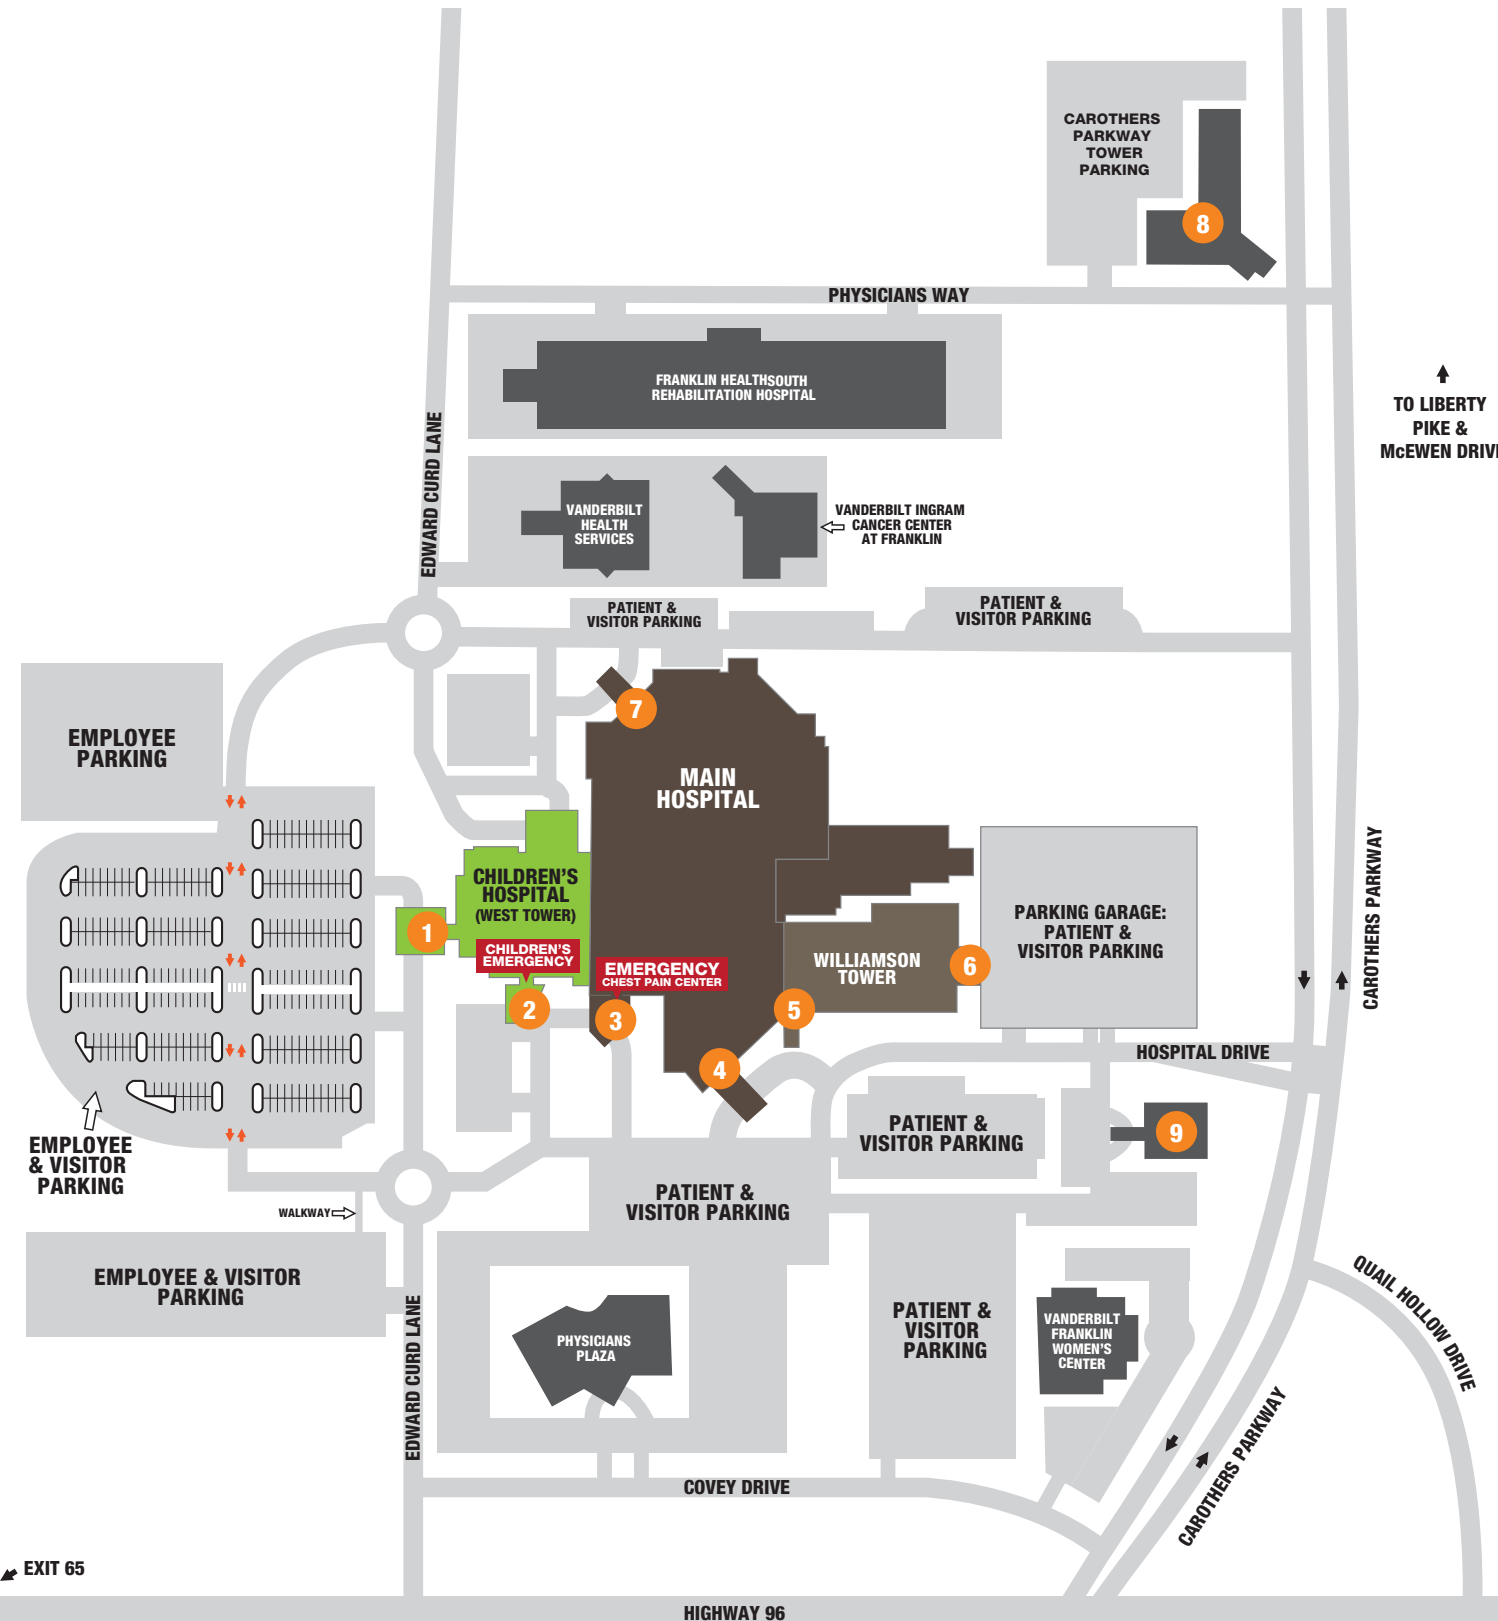 CAROTHERS
PARKWAY
TOWER
PARKING
8
PHYSICIANS WAY
FRANKLIN HEALTHSOUTH
REHABILITATION HOSPITAL
TO LIBERTY
PIKE &
McEWEN DRIVE
EDWARD CURD LANE
VANDERBILT
HEALTH
SERVICES
VANDERBILT INGRAM
CANCER CENTER
AT FRANKLIN
PATIENT &
VISITOR PARKING
PATIENT &
VISITOR PARKING
7
EMPLOYEE
PARKING
MAIN
HOSPITAL
CHILDREN'S
HOSPITAL
(WEST TOWER)
1
CHILDREN'S
EMERGENCY
2
EMERGENCY
CHEST PAIN CENTER
3
4
5
WILLIAMSON
TOWER
6
PARKING GARAGE:
PATIENT &
VISITOR PARKING
CAROTHERS PARKWAY
HOSPITAL DRIVE
EMPLOYEE
& VISITOR
PARKING
PATIENT &
VISITOR PARKING
9
PATIENT &
VISITOR PARKING
WALKWAY
EMPLOYEE & VISITOR
PARKING
EDWARD CURD LANE
PHYSICIANS
PLAZA
PATIENT &
VISITOR
PARKING
VANDERBILT
FRANKLIN
WOMEN'S
CENTER
QUAIL HOLLOW DRIVE
CAROTHERS PARKWAY
COVEY DRIVE
EXIT 65
HIGHWAY 96